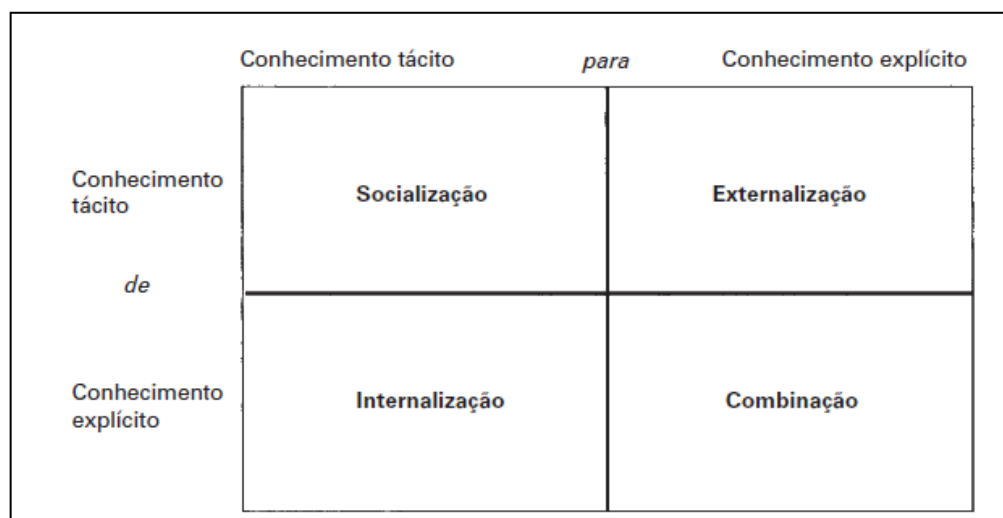 Conhecimento tácito para Conhecimento explícito
Conhecimento
tácito
Socialização Externalização
de
Conhecimento
explícito
Internalização Combinação